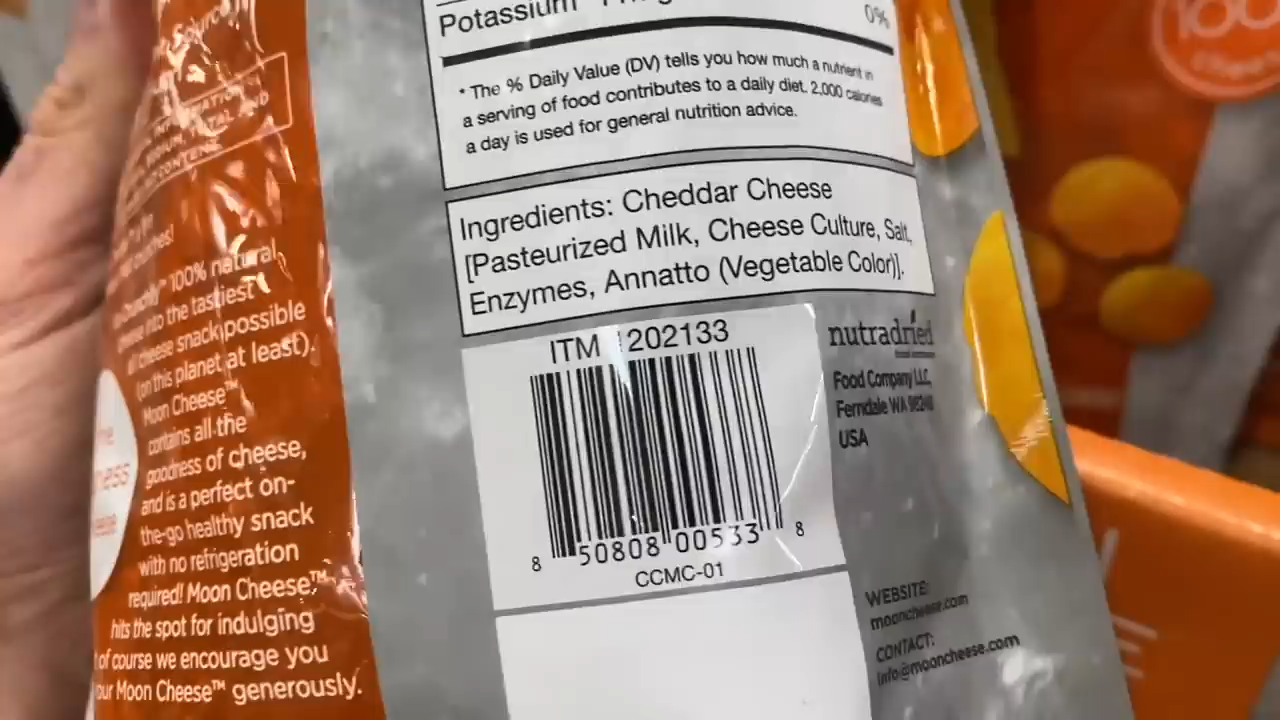 Potassium
0%
* The % Daily Value (DV) tells you how much a nutrient in
a serving of food contributes to a daily diet. 2,000 calories
a day is used for general nutrition advice.
Ingredients: Cheddar Cheese
[Pasteurized Milk, Cheese Culture, Salt,
Enzymes, Annatto (Vegetable Color)].
ITM 1202133
8 50808 00533 8
CCMC-01
nutradried
Food Company LLC,
Ferndale WA 98248
USA
WEBSITE:
mooncheese.com
CONTACT:
info@mooncheese.com
100% natural
into the tastiest
cheese snack possible
(on this planet at least).
Moon Cheese™
contains all the
goodness of cheese,
and is a perfect on-
the-go healthy snack
with no refrigeration
required! Moon Cheese™
hits the spot for indulging
of course we encourage you
our Moon Cheese™ generously.
100